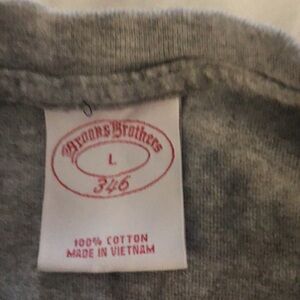 Brooks Brothers
L
346
100% COTTON
MADE IN VIETNAM